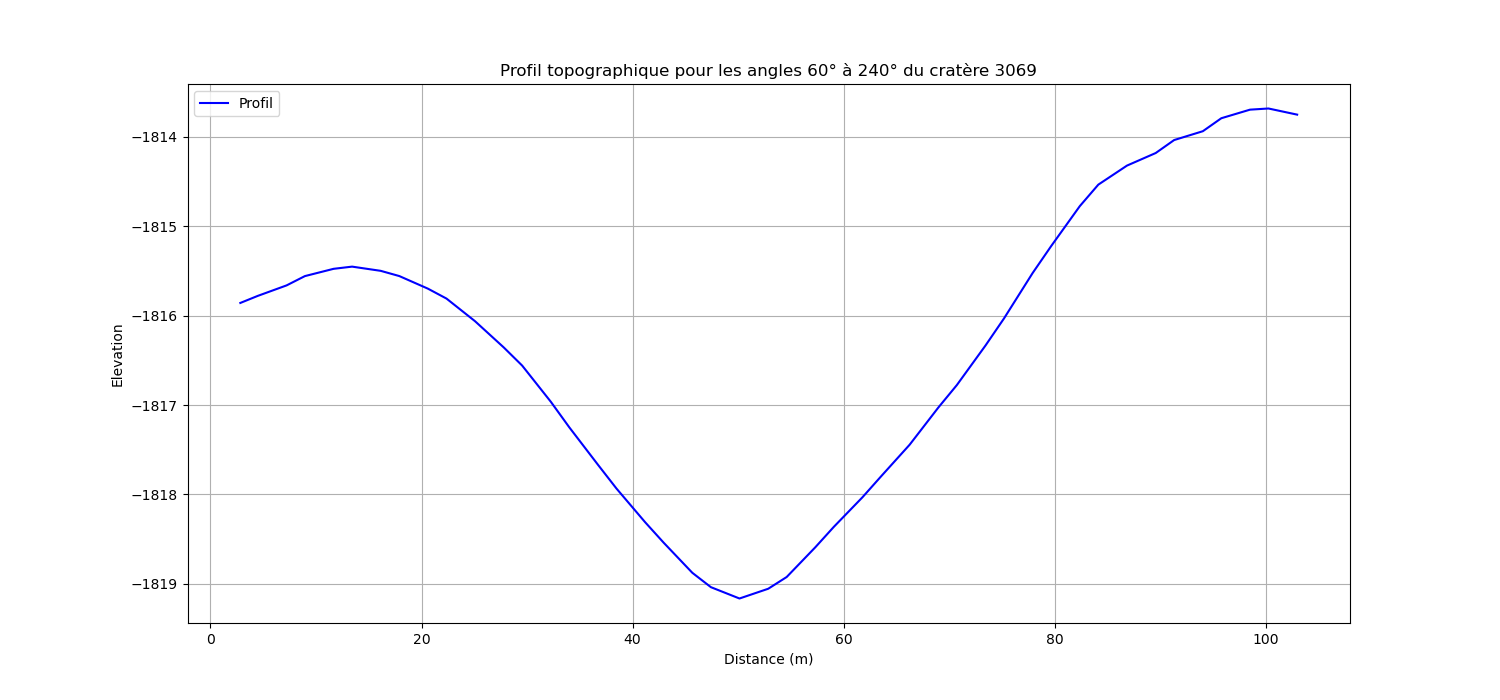 Profil topographique pour les angles 60° à 240° du cratère 3069
Profil
−1814
−1815
−1816
−1817
−1818
−1819
Elevation
0 20 40 60 80 100
Distance (m)